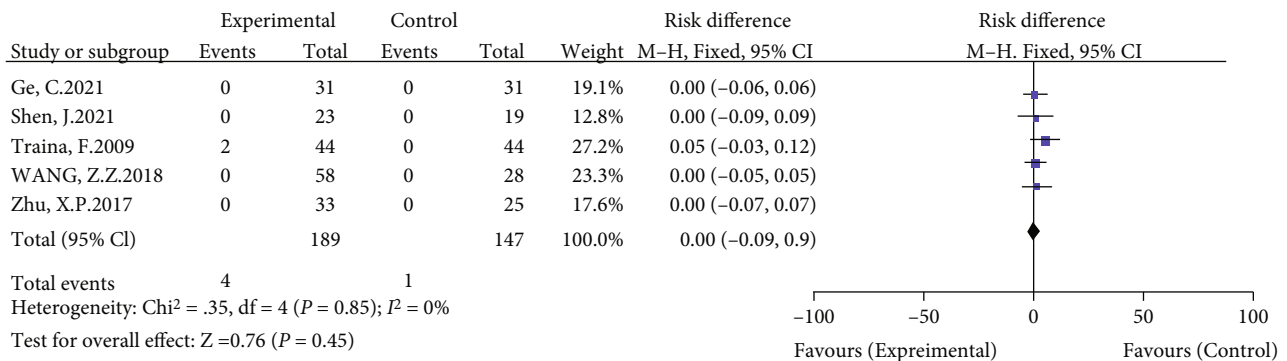 Experimental Control Risk difference Risk difference
Study or subgroup Events Total Events Total Weight M–H, Fixed, 95% CI M–H. Fixed, 95% CI
Ge, C.2021 0 31 0 31 19.1% 0.00 (–0.06, 0.06)
Shen, J.2021 0 23 0 19 12.8% 0.00 (–0.09, 0.09)
Traina, F.2009 2 44 0 44 27.2% 0.05 (–0.03, 0.12)
WANG, Z.Z.2018 0 58 0 28 23.3% 0.00 (–0.05, 0.05)
Zhu, X.P.2017 0 33 0 25 17.6% 0.00 (–0.07, 0.07)
Total (95% Cl) 189 147 100.0% 0.00 (–0.09, 0.9)
Total events 4 1
Heterogeneity: Chi² = .35, df = 4 (P = 0.85); I² = 0%
Test for overall effect: Z =0.76 (P = 0.45)
–100 –50 0 50 100
Favours (Expreimental) Favours (Control)